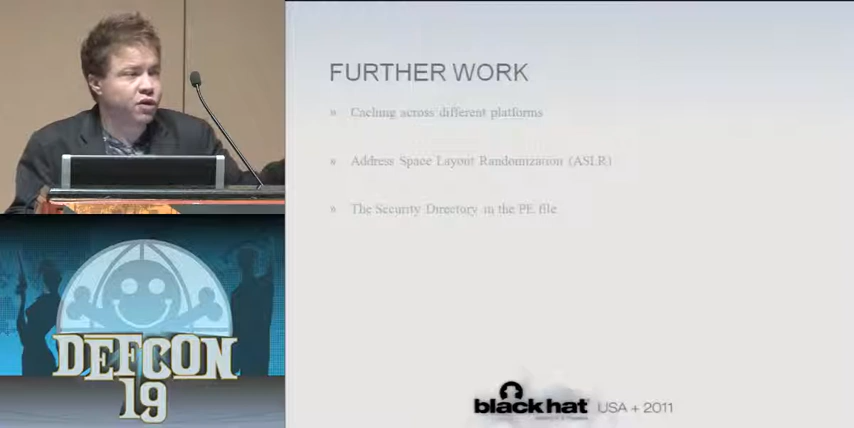 FURTHER WORK
» Caching across different platforms
» Address Space Layout Randomization (ASLR)
» The Security Directory in the PE file
DEFCON
19
black hat USA + 2011